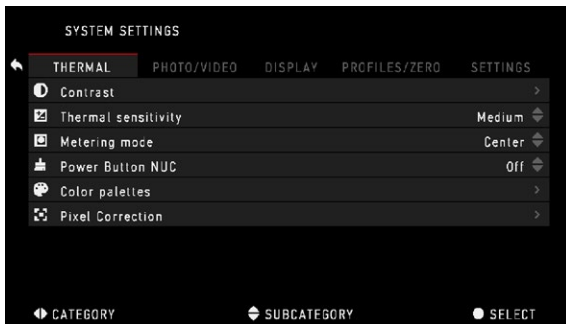 SYSTEM SETTINGS
THERMAL PHOTO/VIDEO DISPLAY PROFILES/ZERO SETTINGS
Contrast
Thermal sensitivity Medium
Metering mode Center
Power Button NUC Off
Color palettes
Pixel Correction
CATEGORY SUBCATEGORY SELECT